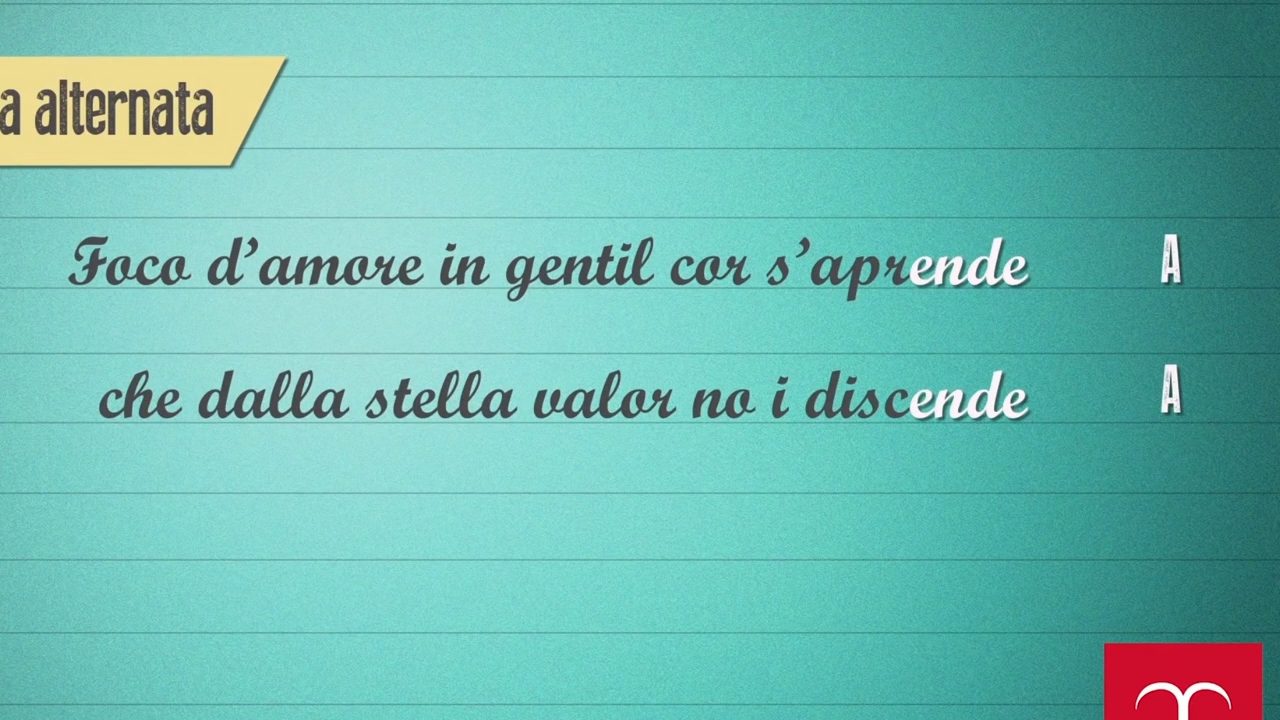 a alternata
Foco d’amore in gentil cor s’aprende A
che dalla stella valor no i discende A